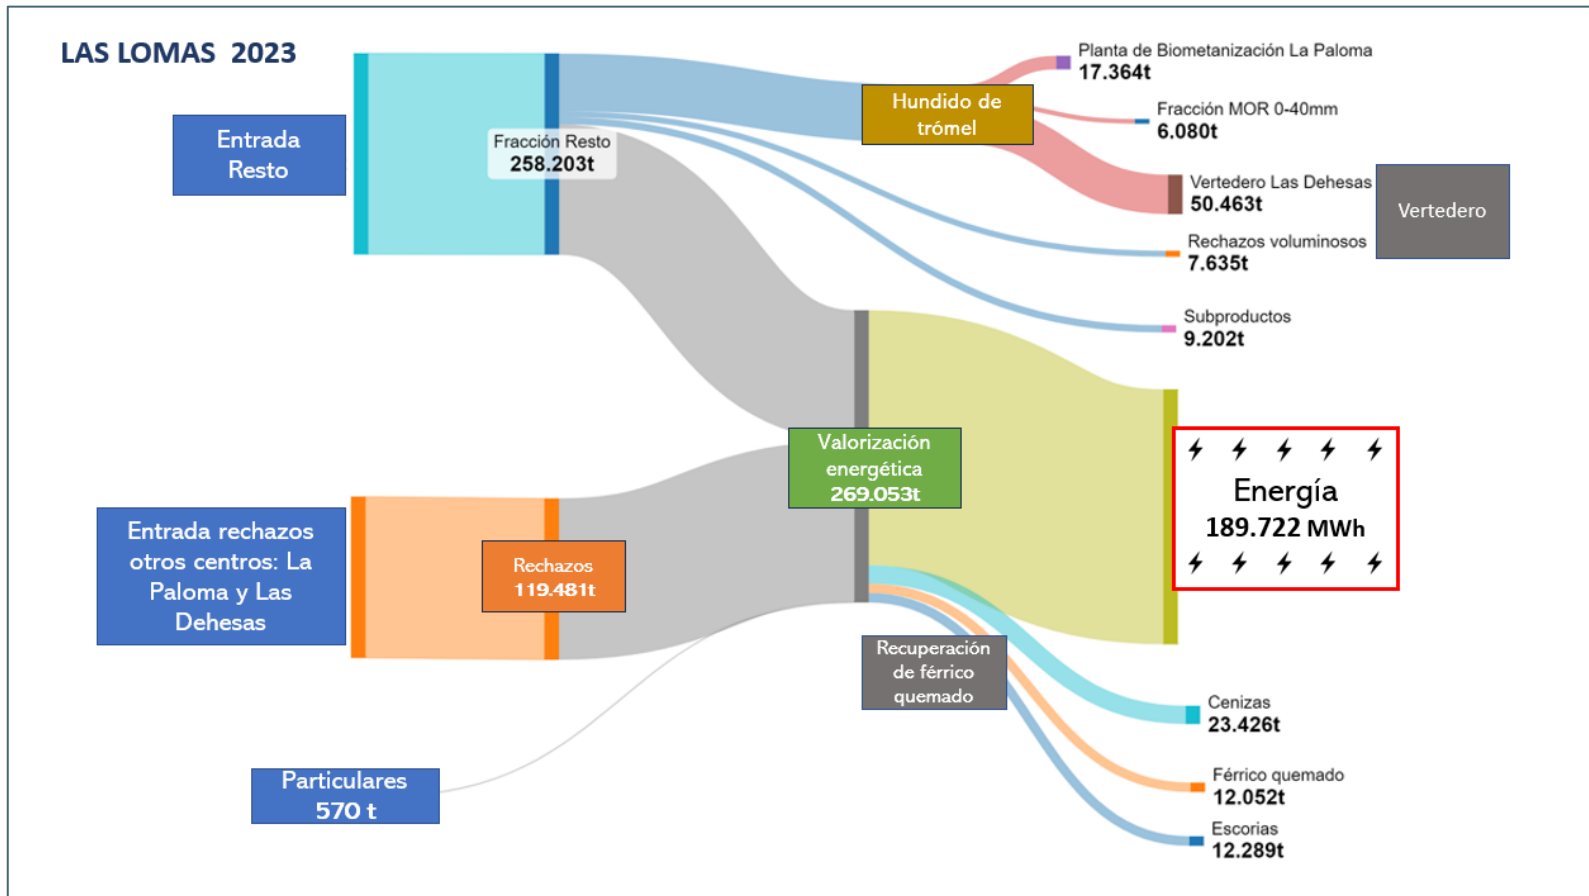 LAS LOMAS 2023
Entrada
Resto
Fracción Resto
258.203t
Hundido de
trómel
Planta de Biometanización La Paloma
17.364t
Fracción MOR 0-40mm
6.080t
Vertedero Las Dehesas
50.463t
Vertedero
Rechazos voluminosos
7.635t
Subproductos
9.202t
Valorización
energética
269.053t
Energía
189.722 MWh
Entrada rechazos
otros centros: La
Paloma y Las
Dehesas
Rechazos
119.481t
Recuperación
de férrico
quemado
Cenizas
23.426t
Particulares
570 t
Férrico quemado
12.052t
Escorias
12.289t